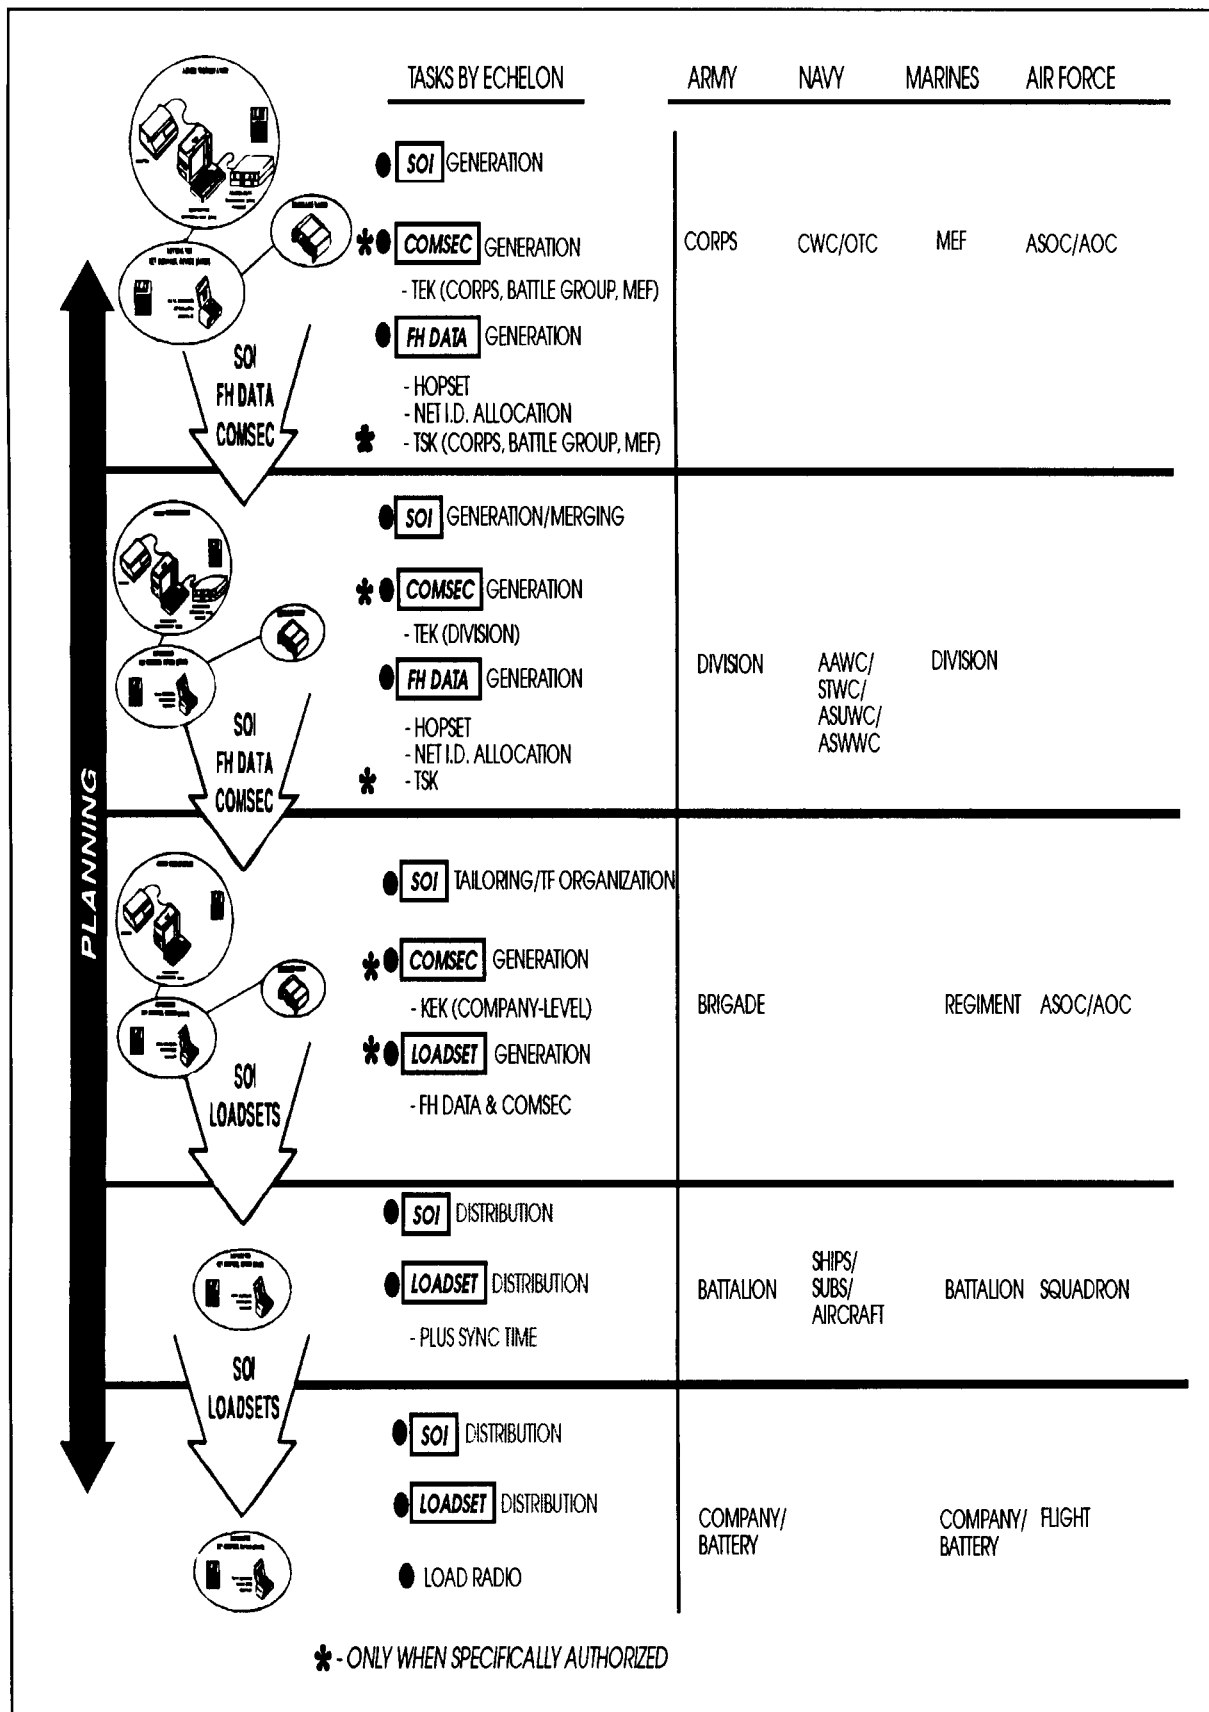 TASKS BY ECHELON ARMY NAVY MARINES AIR FORCE
SOI GENERATION
* COMSEC GENERATION CORPS CWC/OTC MEF ASOC/AOC
- TEK (CORPS, BATTLE GROUP, MEF)
FH DATA GENERATION
- HOPSET
- NET I.D. ALLOCATION
* - TSK (CORPS, BATTLE GROUP, MEF)
SOI
FH DATA
COMSEC
SOI GENERATION/MERGING
* COMSEC GENERATION
- TEK (DIVISION)
FH DATA GENERATION
- HOPSET
- NET I.D. ALLOCATION
* - TSK
DIVISION
AAWC/
STWC/
ASUWC/
ASWWC
DIVISION
SOI
FH DATA
COMSEC
PLANNING
SOI TAILORING/TF ORGANIZATION
* COMSEC GENERATION
- KEK (COMPANY-LEVEL)
* LOADSET GENERATION
- FH DATA & COMSEC
BRIGADE REGIMENT ASOC/AOC
SOI
LOADSETS
SOI DISTRIBUTION
LOADSET DISTRIBUTION
- PLUS SYNC TIME
BATTALION
SHIPS/
SUBS/
AIRCRAFT
BATTALION SQUADRON
SOI
LOADSETS
SOI DISTRIBUTION
LOADSET DISTRIBUTION
LOAD RADIO
COMPANY/
BATTERY
COMPANY/
BATTERY
FLIGHT
* - ONLY WHEN SPECIFICALLY AUTHORIZED